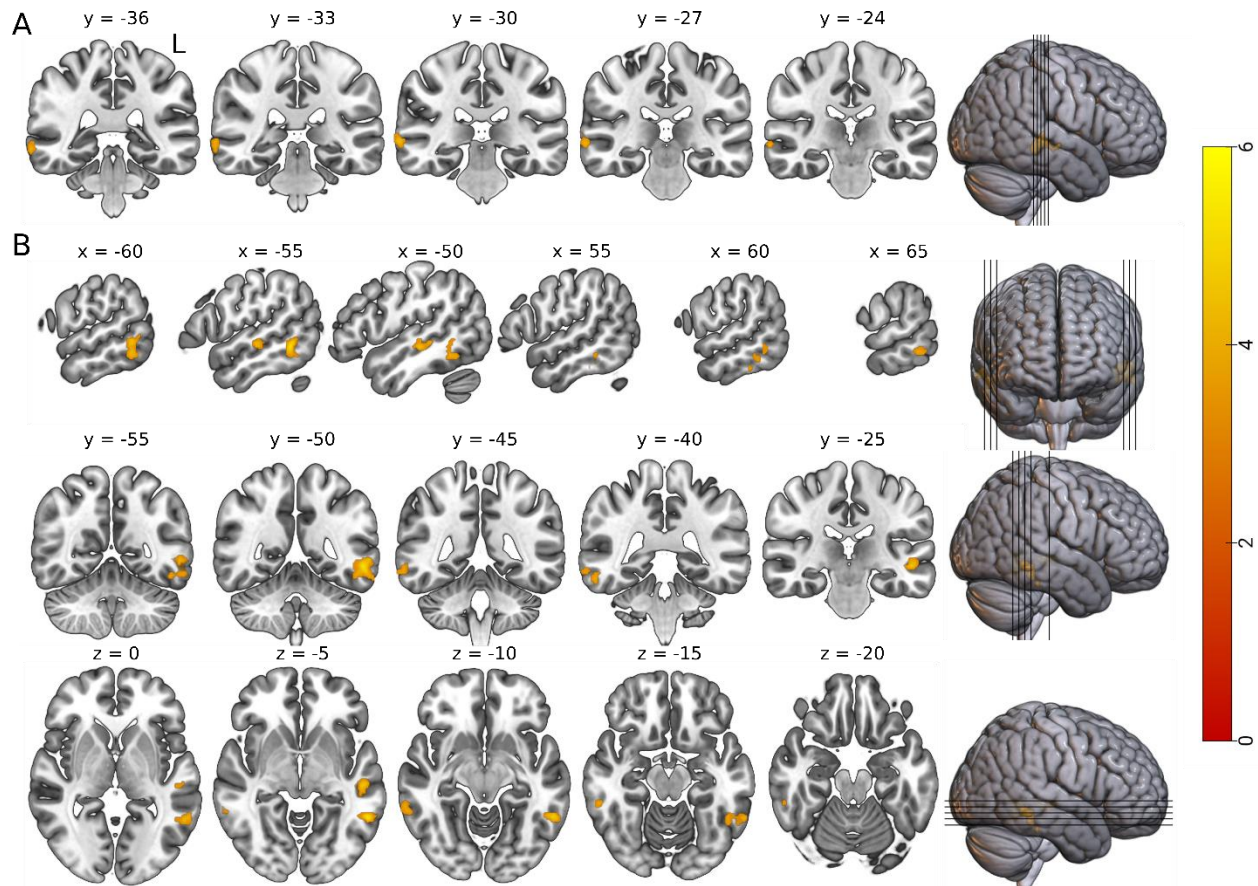 A
y = -36 y = -33 y = -30 y = -27 y = -24
L
B
x = -60 x = -55 x = -50 x = 55 x = 60 x = 65
y = -55 y = -50 y = -45 y = -40 y = -25
z = 0 z = -5 z = -10 z = -15 z = -20
6
4
2
0